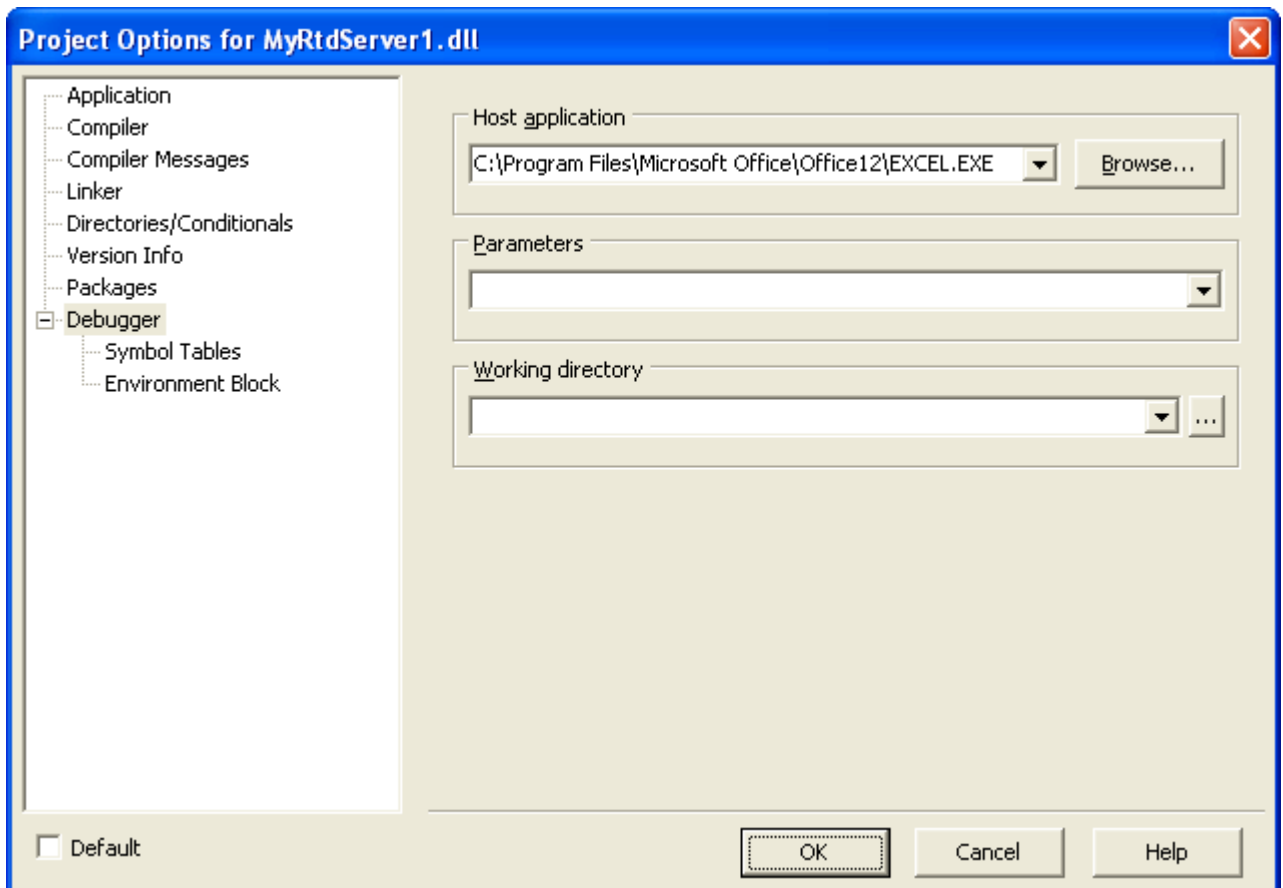 Project Options for MyRtdServer1.dll
Application
Compiler
Compiler Messages
Linker
Directories/Conditionals
Version Info
Packages
Debugger
Symbol Tables
Environment Block
Host application
C:\Program Files\Microsoft Office\Office12\EXCEL.EXE
Browse...
Parameters
Working directory
...
Default
OK
Cancel
Help